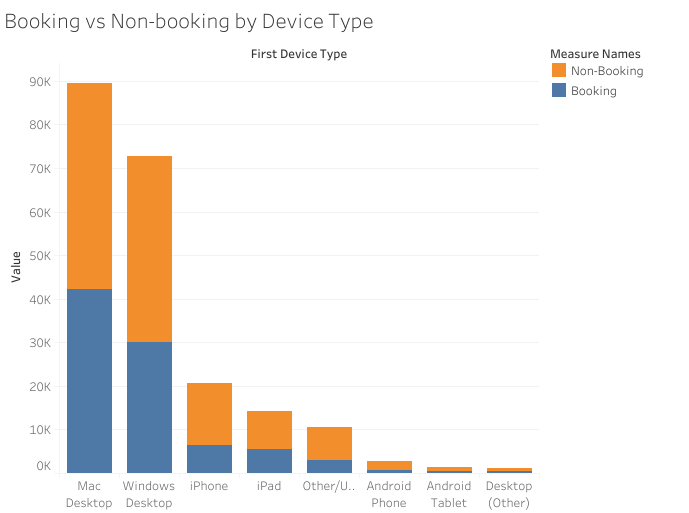 Booking vs Non-booking by Device Type
First Device Type
Measure Names
Non-Booking
Booking
90K
80K
70K
60K
50K
40K
30K
20K
10K
0K
Value
Mac
Desktop
Windows
Desktop
iPhone
iPad
Other/U..
Android
Phone
Android
Tablet
Desktop
(Other)